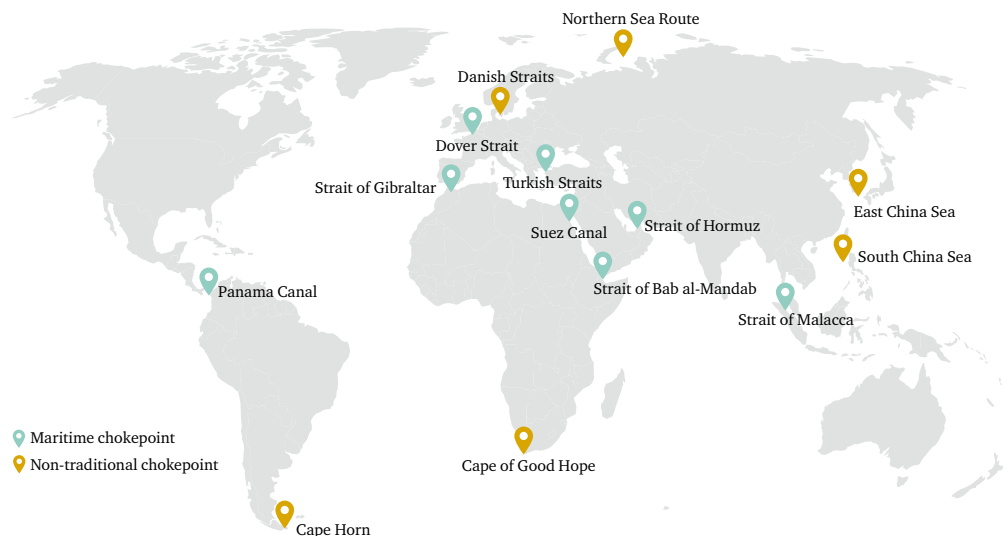 Northern Sea Route
Danish Straits
Dover Strait
Strait of Gibraltar
Turkish Straits
East China Sea
Suez Canal
Strait of Hormuz
South China Sea
Panama Canal
Strait of Bab al-Mandab
Strait of Malacca
Maritime chokepoint
Non-traditional chokepoint
Cape of Good Hope
Cape Horn